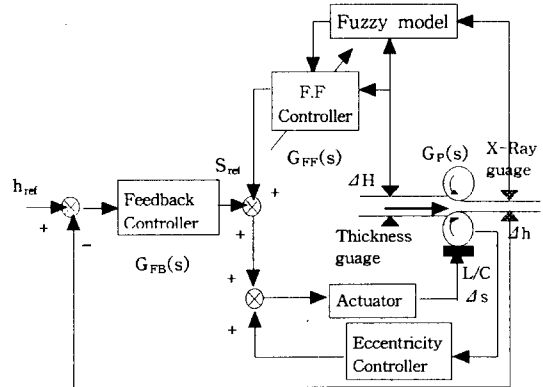 Fuzzy model
F.F
Controller
G_FF(s)
G_P(s)
X-Ray
guage
S_ref
ΔH
h_ref
+
+
−
Feedback
Controller
G_FB(s)
+
Thickness
guage
Δh
L/C
Δs
+
+
Actuator
Eccentricity
Controller